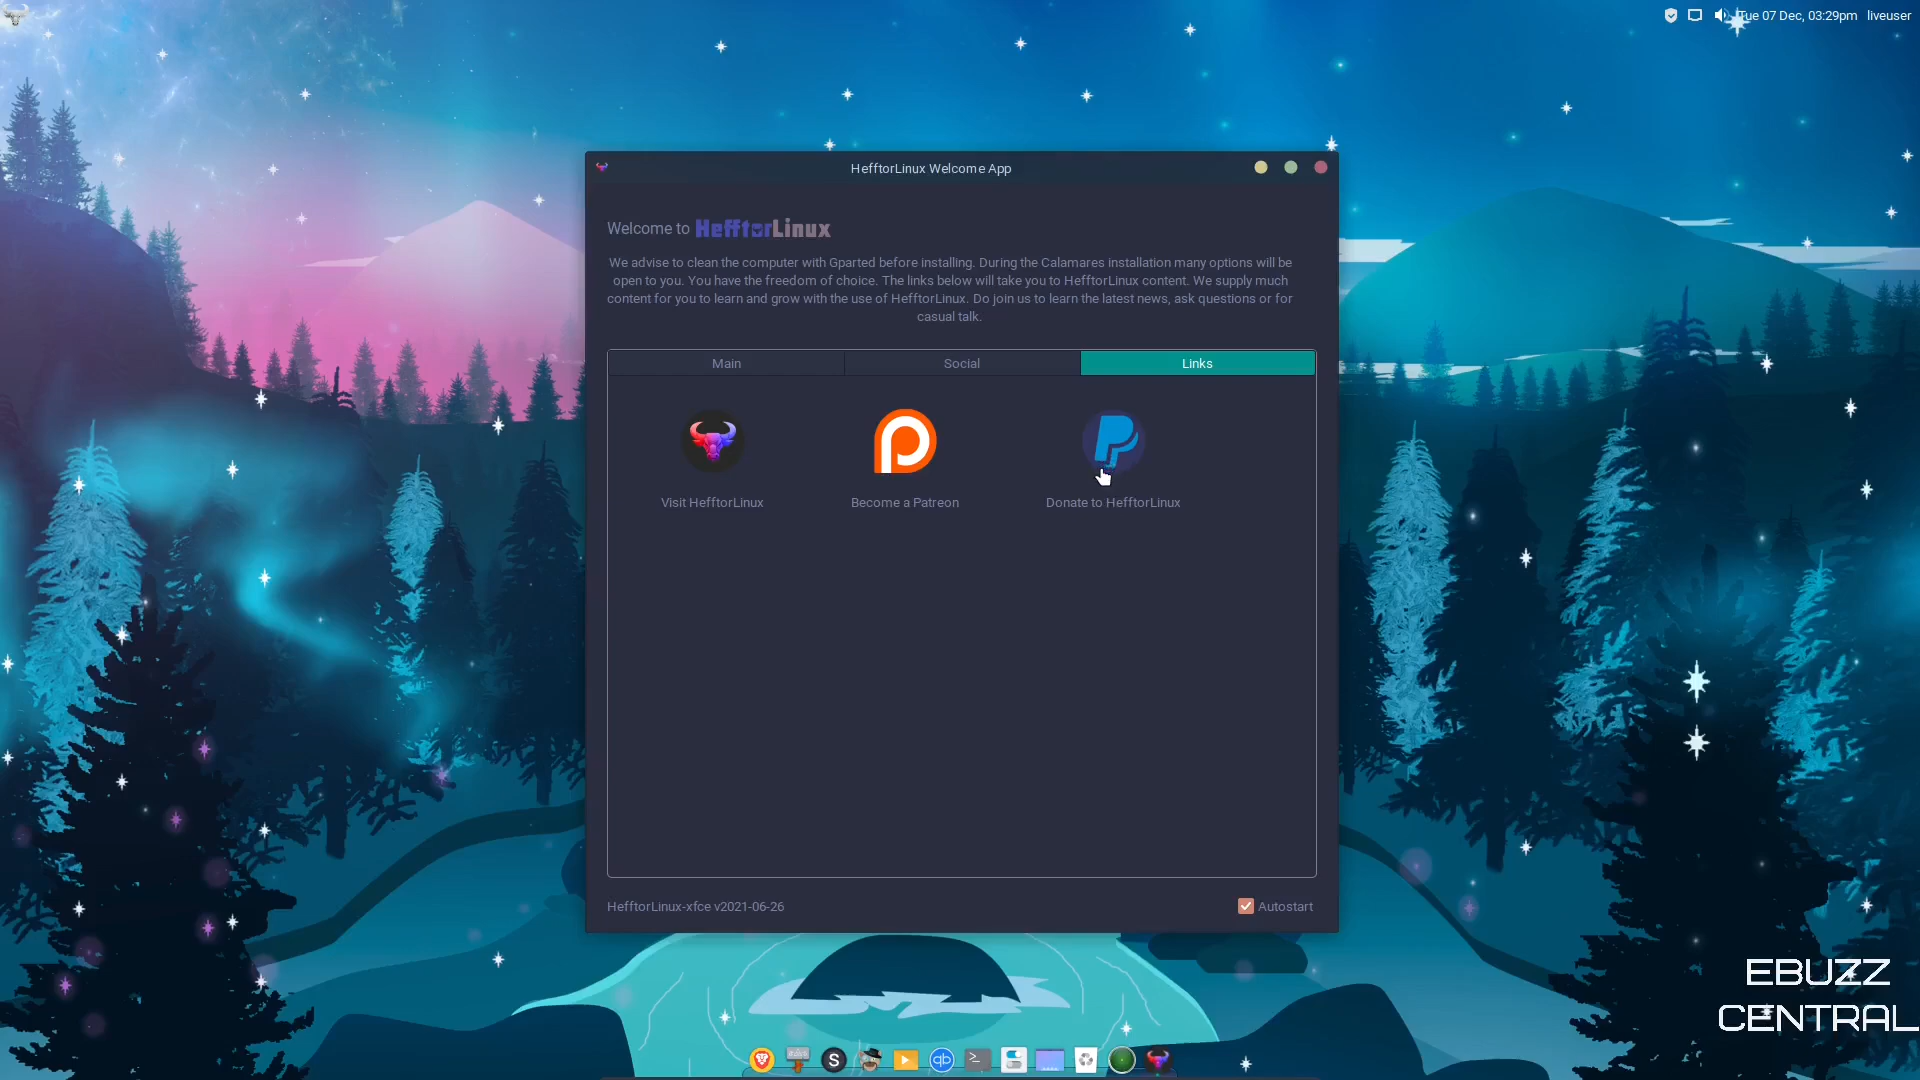 Tue 07 Dec, 03:29pm liveuser
HefftorLinux Welcome App
Welcome to HefftorLinux
We advise to clean the computer with Gparted before installing. During the Calamares installation many options will be
open to you. You have the freedom of choice. The links below will take you to HefftorLinux content. We supply much
content for you to learn and grow with the use of HefftorLinux. Do join us to learn the latest news, ask questions or for
casual talk.
Main Social Links
Visit HefftorLinux Become a Patreon Donate to HefftorLinux
HefftorLinux-xfce v2021-06-26 Autostart
EBUZZ
CENTRAL
S qb >_